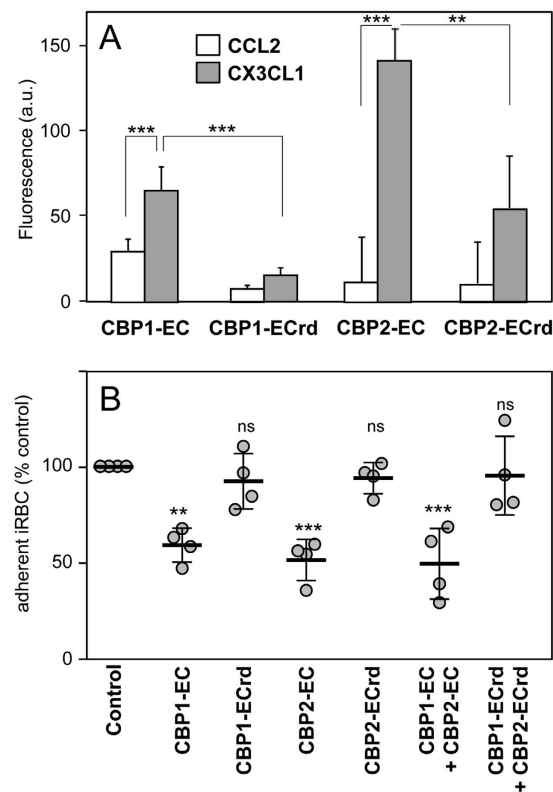 A
CCL2
CX3CL1
***
***
***
**
Fluorescence (a.u.)
150
100
50
0
CBP1-EC CBP1-ECrd CBP2-EC CBP2-ECrd
B
adherent iRBC (% control)
100
50
0
**
ns
***
ns
***
ns
Control
CBP1-EC
CBP1-ECrd
CBP2-EC
CBP2-ECrd
CBP1-EC
+ CBP2-EC
CBP1-ECrd
+ CBP2-ECrd